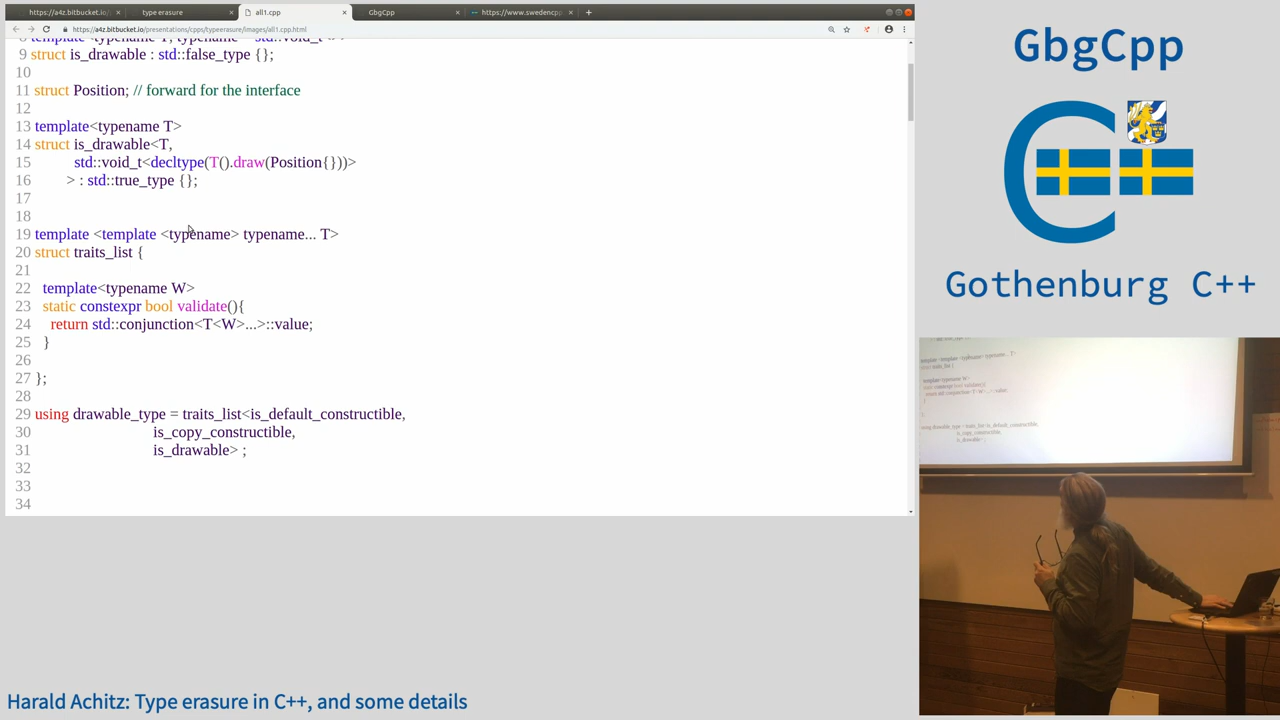 https://a4z.bitbucket.io/ ×
type erasure ×
all1.cpp ×
GbgCpp ×
https://www.swedencp ×
https://a4z.bitbucket.io/presentations/cpps/typeerasure/images/all1.cpp.html
9 struct is_drawable : std::false_type {};
10
11 struct Position; // forward for the interface
12
13 template<typename T>
14 struct is_drawable<T,
15 std::void_t<decltype(T().draw(Position{}))>
16 > : std::true_type {};
17
18
19 template <template <typename> typename... T>
20 struct traits_list {
21
22 template<typename W>
23 static constexpr bool validate(){
24 return std::conjunction<T<W>...>::value;
25 }
26
27 };
28
29 using drawable_type = traits_list<is_default_constructible,
30 is_copy_constructible,
31 is_drawable> ;
32
33
34
GbgCpp
C
Gothenburg C++
Harald Achitz: Type erasure in C++, and some details